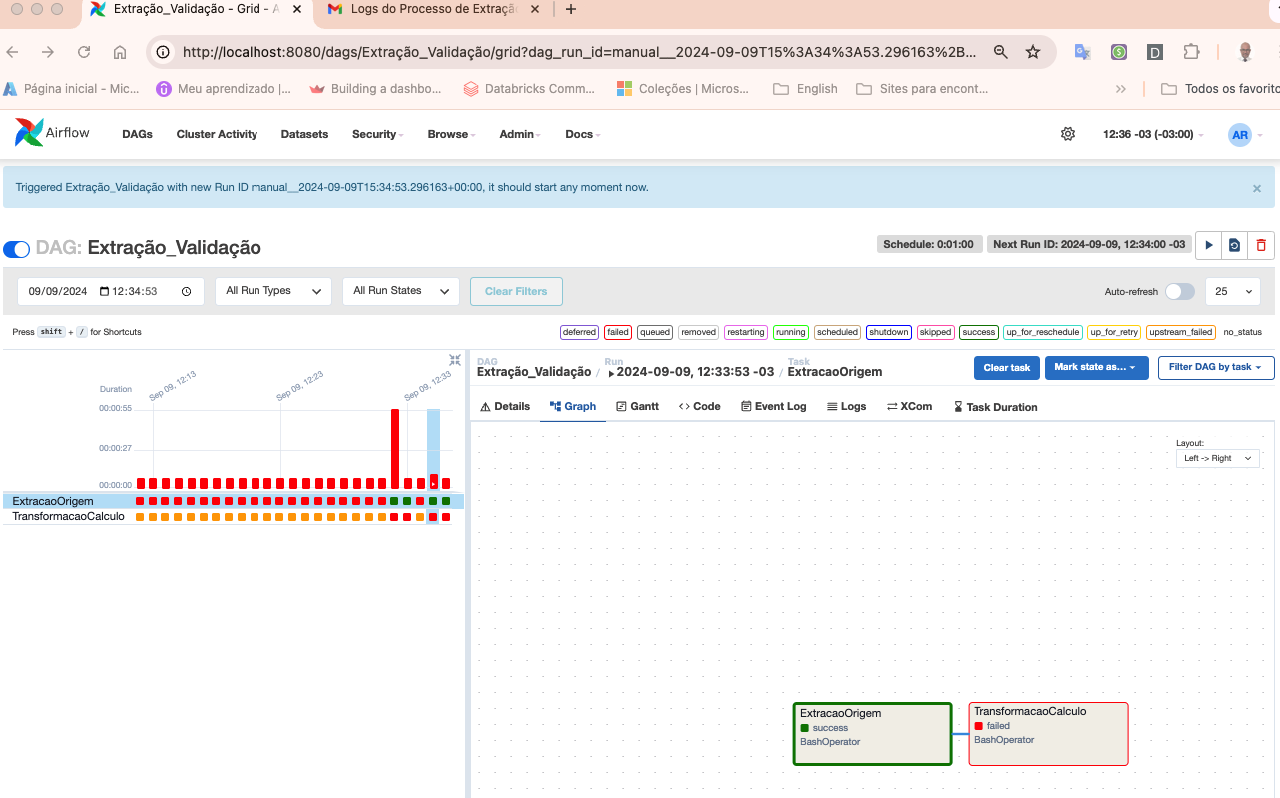 Extração_Validação - Grid - A
Logs do Processo de Extraçã
http://localhost:8080/dags/Extração_Validação/grid?dag_run_id=manual__2024-09-09T15%3A34%3A53.296163%2B...
Página inicial - Mic...
Meu aprendizado |...
Building a dashbo...
Databricks Comm...
Coleções | Micros...
English
Sites para encont...
Todos os favorito
Airflow
DAGs
Cluster Activity
Datasets
Security
Browse
Admin
Docs
12:36 -03 (-03:00)
AR
Triggered Extração_Validação with new Run ID manual__2024-09-09T15:34:53.296163+00:00, it should start any moment now.
DAG: Extração_Validação
Schedule: 0:01:00
Next Run ID: 2024-09-09, 12:34:00 -03
09/09/2024 12:34:53
All Run Types
All Run States
Clear Filters
Auto-refresh
25
Press shift + / for Shortcuts
deferred failed queued removed restarting running scheduled shutdown skipped success up_for_reschedule up_for_retry upstream_failed no_status
Sep 09, 12:13
Sep 09, 12:23
Sep 09, 12:33
Duration
00:00:55
00:00:27
00:00:00
ExtracaoOrigem
TransformacaoCalculo
DAG
Extração_Validação /
Run
2024-09-09, 12:33:53 -03 /
Task
ExtracaoOrigem
Clear task
Mark state as...
Filter DAG by task
Details
Graph
Gantt
Code
Event Log
Logs
XCom
Task Duration
Layout:
Left -> Right
ExtracaoOrigem
success
BashOperator
TransformacaoCalculo
failed
BashOperator